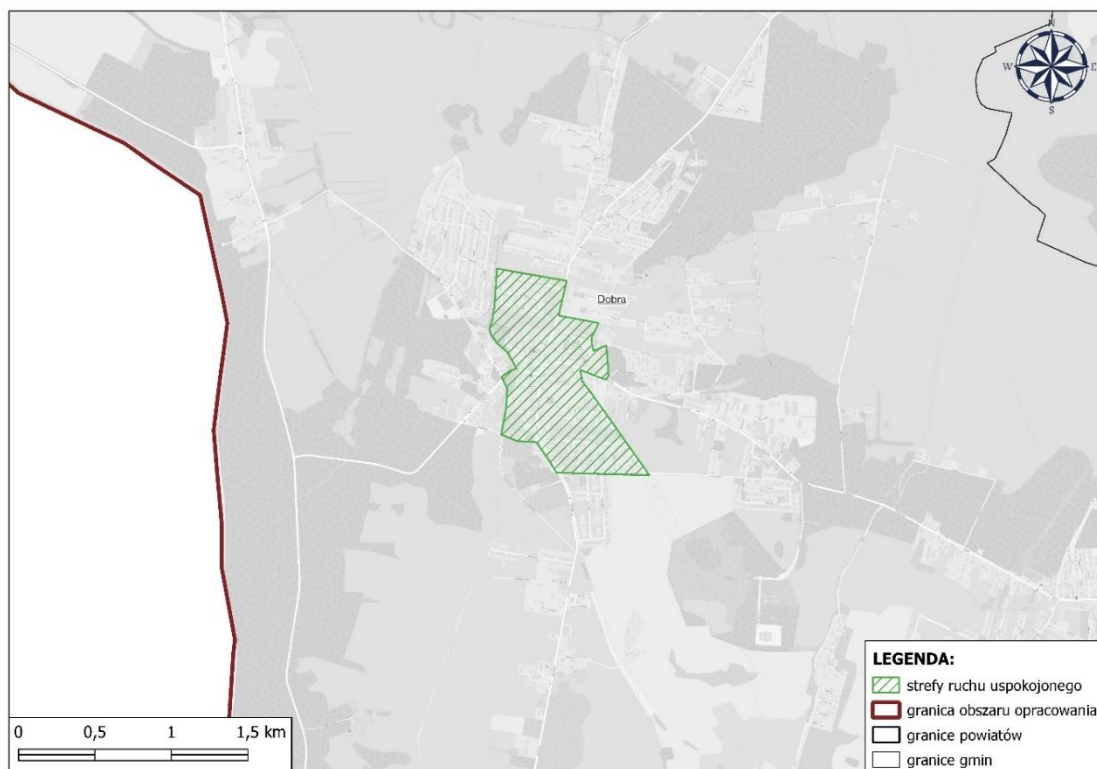 N
W E
S
Dobra
LEGENDA:
strefy ruchu uspokojonego
granica obszaru opracowania
granice powiatów
granice gmin
0 0,5 1 1,5 km